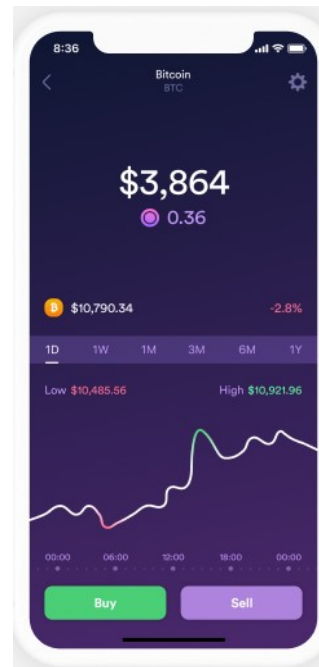 8:36
Bitcoin
BTC
$3,864
0.36
$10,790.34 -2.8%
1D 1W 1M 3M 6M 1Y
Low $10,485.56 High $10,921.96
00:00 06:00 12:00 18:00 00:00
Buy Sell